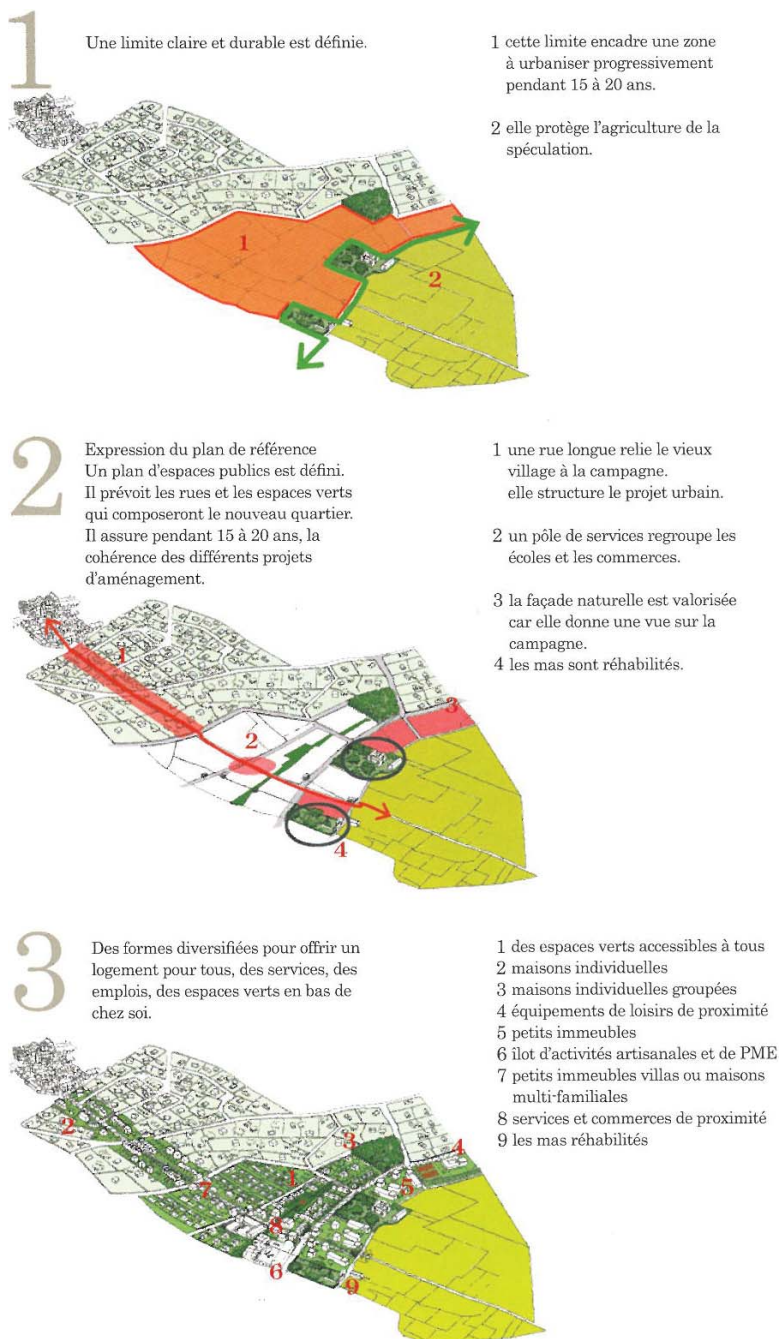 1
Une limite claire et durable est définie.
1 cette limite encadre une zone
à urbaniser progressivement
pendant 15 à 20 ans.
2 elle protège l'agriculture de la
spéculation.
1
2
2
Expression du plan de référence
Un plan d'espaces publics est défini.
Il prévoit les rues et les espaces verts
qui composeront le nouveau quartier.
Il assure pendant 15 à 20 ans, la
cohérence des différents projets
d'aménagement.
1 une rue longue relie le vieux
village à la campagne.
elle structure le projet urbain.
2 un pôle de services regroupe les
écoles et les commerces.
3 la façade naturelle est valorisée
car elle donne une vue sur la
campagne.
4 les mas sont réhabilités.
1
2
3
4
3
Des formes diversifiées pour offrir un
logement pour tous, des services, des
emplois, des espaces verts en bas de
chez soi.
1 des espaces verts accessibles à tous
2 maisons individuelles
3 maisons individuelles groupées
4 équipements de loisirs de proximité
5 petits immeubles
6 îlot d'activités artisanales et de PME
7 petits immeubles villas ou maisons
multi-familiales
8 services et commerces de proximité
9 les mas réhabilités
2
3
4
1
5
7
8
6
9